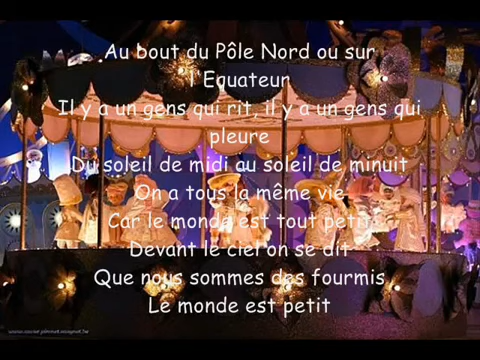 Au bout du Pôle Nord ou sur
l'Equateur
Il y a un gens qui rit, il y a un gens qui
pleure
Du soleil de midi au soleil de minuit
On a tous la même vie
Car le monde est tout petit
Devant le ciel on se dit
Que nous sommes des fourmis
Le monde est petit